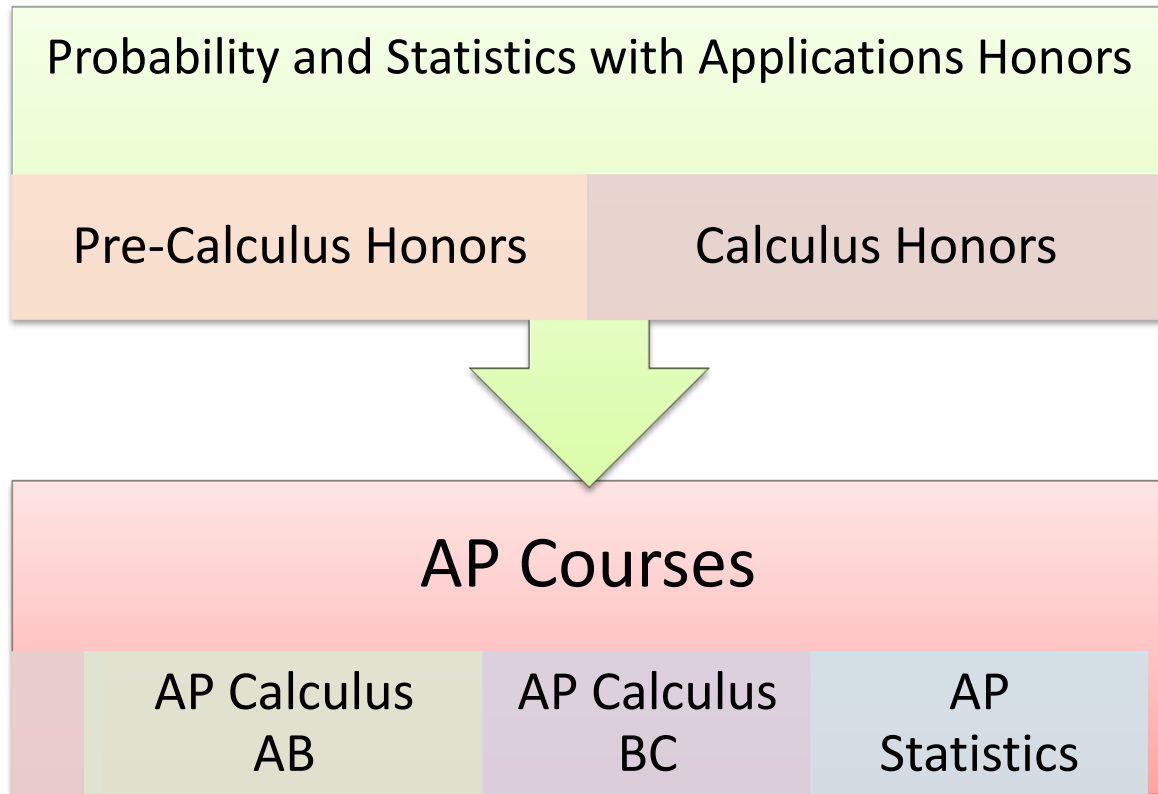 Probability and Statistics with Applications Honors
Pre-Calculus Honors
Calculus Honors
AP Courses
AP Calculus
AB
AP Calculus
BC
AP
Statistics